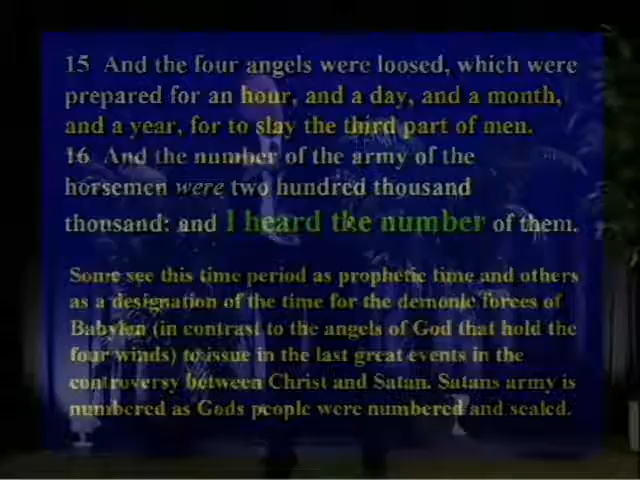 15 And the four angels were loosed, which were
prepared for an hour, and a day, and a month,
and a year, for to slay the third part of men.
16 And the number of the army of the
horsemen were two hundred thousand
thousand: and I heard the number of them.
Some see this time period as prophetic time and others
as a designation of the time for the demonic forces of
Babylon (in contrast to the angels of God that hold the
four winds) to issue in the last great events in the
controversy between Christ and Satan. Satans army is
numbered as Gods people were numbered and sealed.